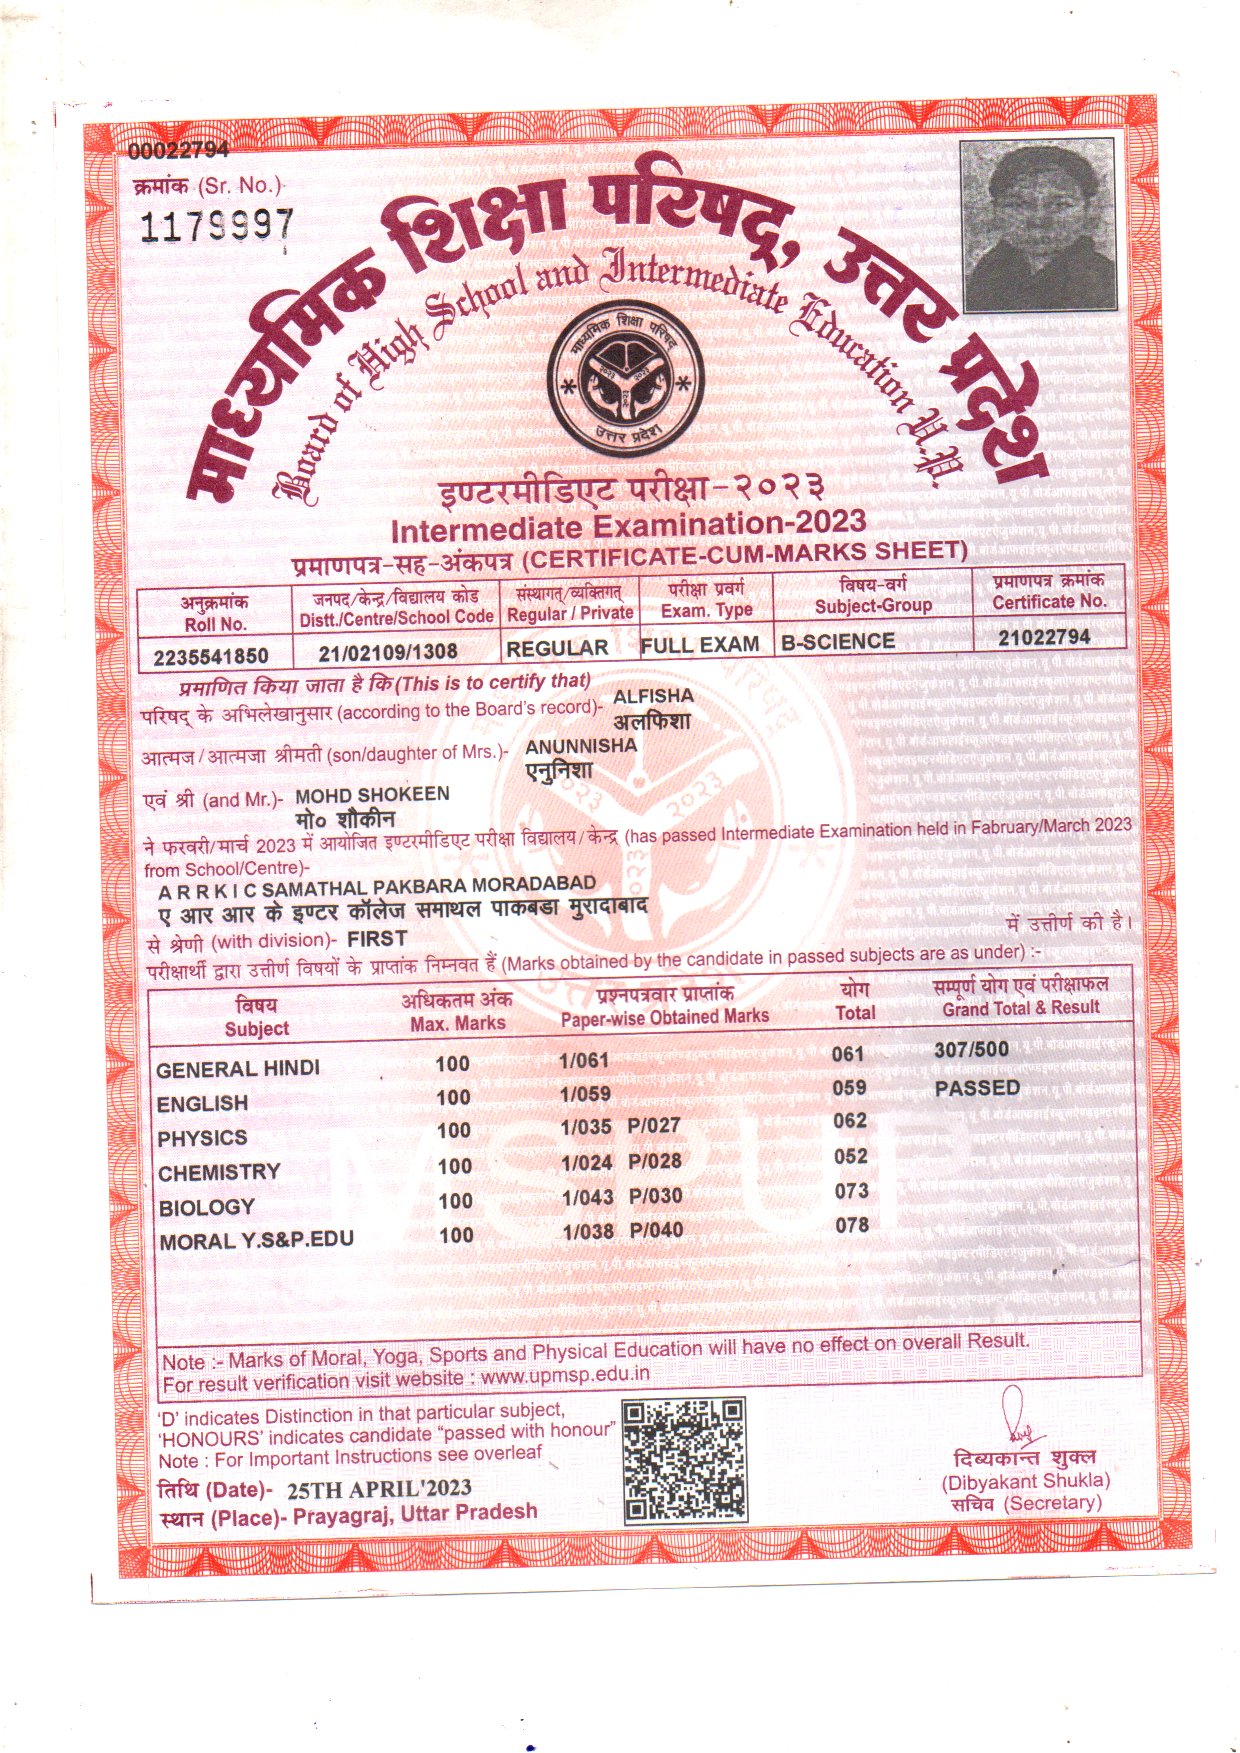 00022794
क्रमांक (Sr. No.)
1179997
माध्यमिक शिक्षा परिषद्, उत्तर प्रदेश
Board of High School and Intermediate Education U.P.
माध्यमिक शिक्षा परिषद्
उत्तर प्रदेश
इण्टरमीडिएट परीक्षा-२०२३
Intermediate Examination-2023
प्रमाणपत्र-सह-अंकपत्र (CERTIFICATE-CUM-MARKS SHEET)
अनुक्रमांक जनपद/केन्द्र/विद्यालय कोड संस्थागत्/व्यक्तिगत् परीक्षा प्रवर्ग विषय-वर्ग प्रमाणपत्र क्रमांक
Roll No. Distt./Centre/School Code Regular / Private Exam. Type Subject-Group Certificate No.
2235541850 21/02109/1308 REGULAR FULL EXAM B-SCIENCE 21022794
प्रमाणित किया जाता है कि (This is to certify that)
परिषद् के अभिलेखानुसार (according to the Board's record)- ALFISHA
अलफिशा
आत्मज/आत्मजा श्रीमती (son/daughter of Mrs.)- ANUNNISHA
एनुनिशा
एवं श्री (and Mr.)- MOHD SHOKEEN
मो० शौकीन
ने फरवरी/मार्च 2023 में आयोजित इण्टरमीडिएट परीक्षा विद्यालय/केन्द्र (has passed Intermediate Examination held in Fabruary/March 2023
from School/Centre)-
A R R K I C SAMATHAL PAKBARA MORADABAD
ए आर आर के इण्टर कॉलेज समाथल पाकबडा मुरादाबाद
से श्रेणी (with division)- FIRST में उत्तीर्ण की है।
परीक्षार्थी द्वारा उत्तीर्ण विषयों के प्राप्तांक निम्नवत हैं (Marks obtained by the candidate in passed subjects are as under) :-
विषय अधिकतम अंक प्रश्नपत्रवार प्राप्तांक योग सम्पूर्ण योग एवं परीक्षाफल
Subject Max. Marks Paper-wise Obtained Marks Total Grand Total & Result
GENERAL HINDI 100 1/061 061 307/500
ENGLISH 100 1/059 059 PASSED
PHYSICS 100 1/035 P/027 062
CHEMISTRY 100 1/024 P/028 052
BIOLOGY 100 1/043 P/030 073
MORAL Y.S&P.EDU 100 1/038 P/040 078
Note :- Marks of Moral, Yoga, Sports and Physical Education will have no effect on overall Result.
For result verification visit website : www.upmsp.edu.in
'D' indicates Distinction in that particular subject,
'HONOURS' indicates candidate "passed with honour"
Note : For Important Instructions see overleaf
तिथि (Date)- 25TH APRIL'2023
स्थान (Place)- Prayagraj, Uttar Pradesh
दिब्यकान्त शुक्ल
(Dibyakant Shukla)
सचिव (Secretary)